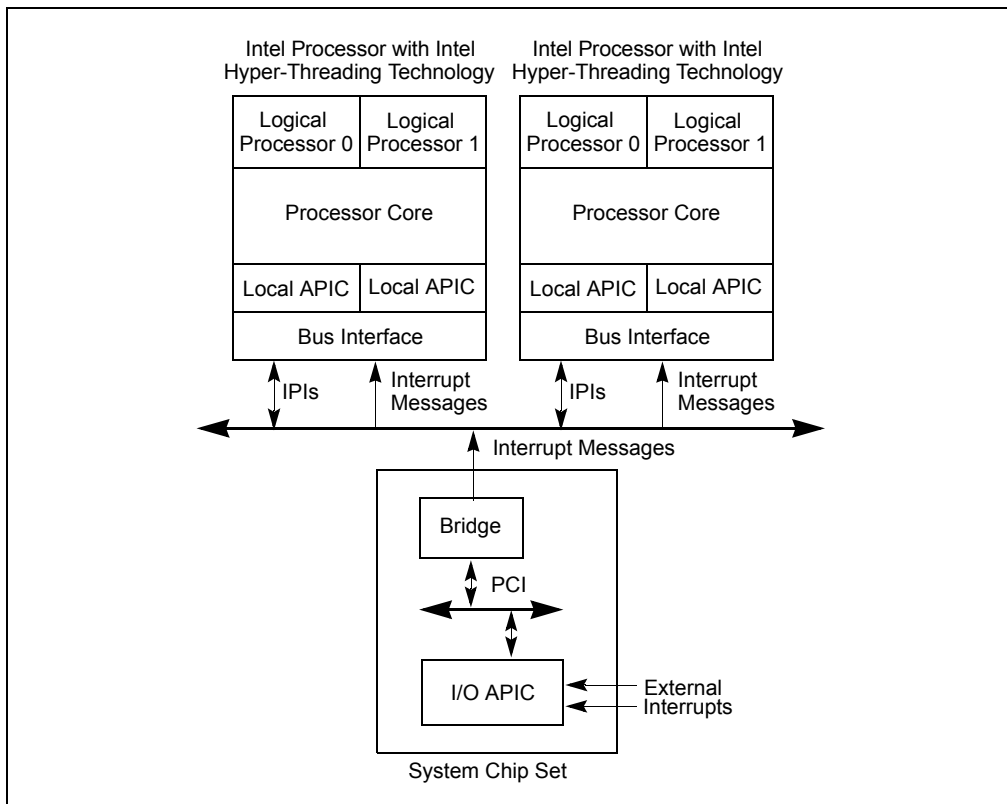 Intel Processor with Intel
Hyper-Threading Technology
Intel Processor with Intel
Hyper-Threading Technology
Logical
Processor 0
Logical
Processor 1
Logical
Processor 0
Logical
Processor 1
Processor Core
Processor Core
Local APIC
Local APIC
Local APIC
Local APIC
Bus Interface
Bus Interface
IPIs
Interrupt
Messages
IPIs
Interrupt
Messages
Interrupt Messages
Bridge
PCI
I/O APIC
External
Interrupts
System Chip Set